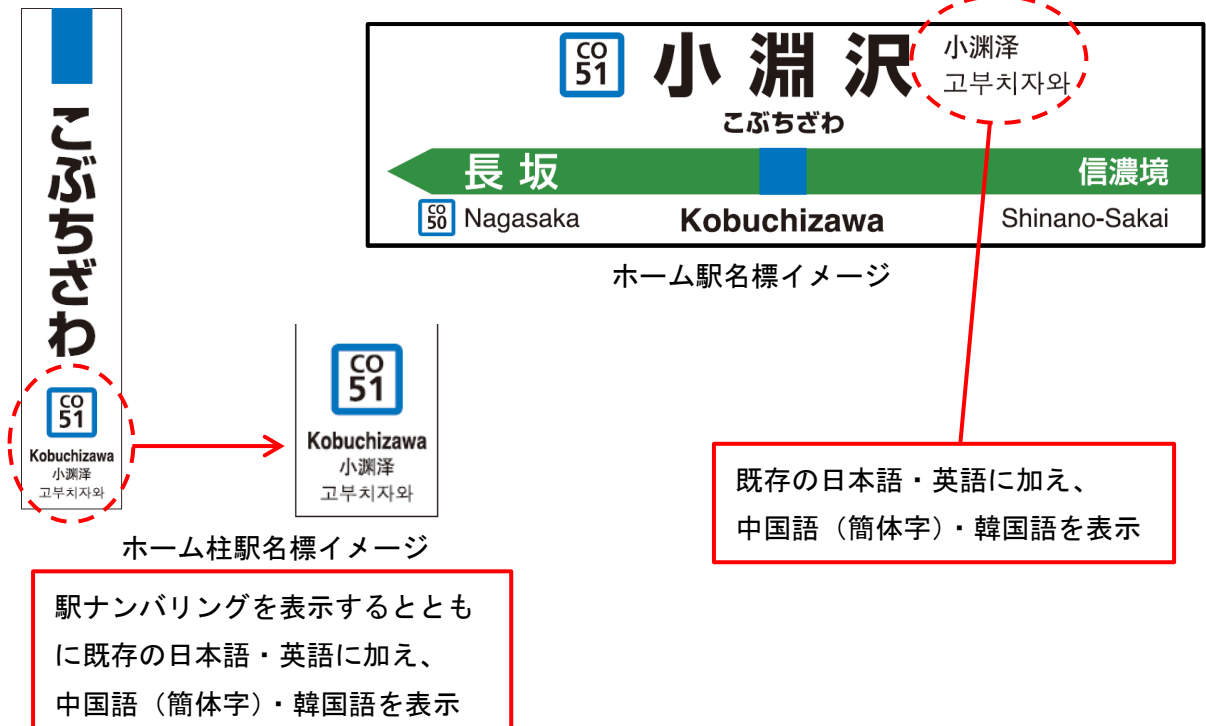 こぶちざわ
CO
51
Kobuchizawa
小渊泽
고부치자와
CO
51
Kobuchizawa
小渊泽
고부치자와
ホーム柱駅名標イメージ
駅ナンバリングを表示するととも
に既存の日本語・英語に加え、
中国語（簡体字）・韓国語を表示
CO
51
小淵沢
小渊泽
고부치자와
こぶちざわ
長坂
信濃境
CO
50
Nagasaka
Kobuchizawa
Shinano-Sakai
ホーム駅名標イメージ
既存の日本語・英語に加え、
中国語（簡体字）・韓国語を表示